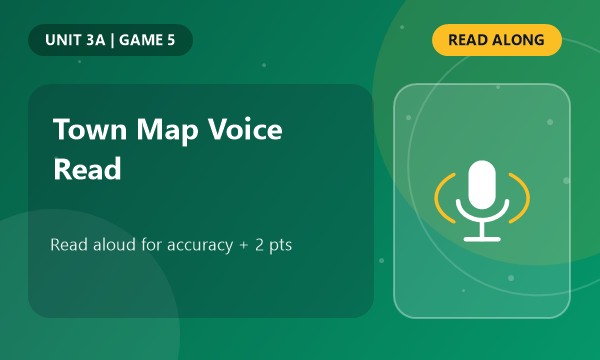 UNIT 3A | GAME 5
READ ALONG
Town Map Voice
Read
Read aloud for accuracy + 2 pts